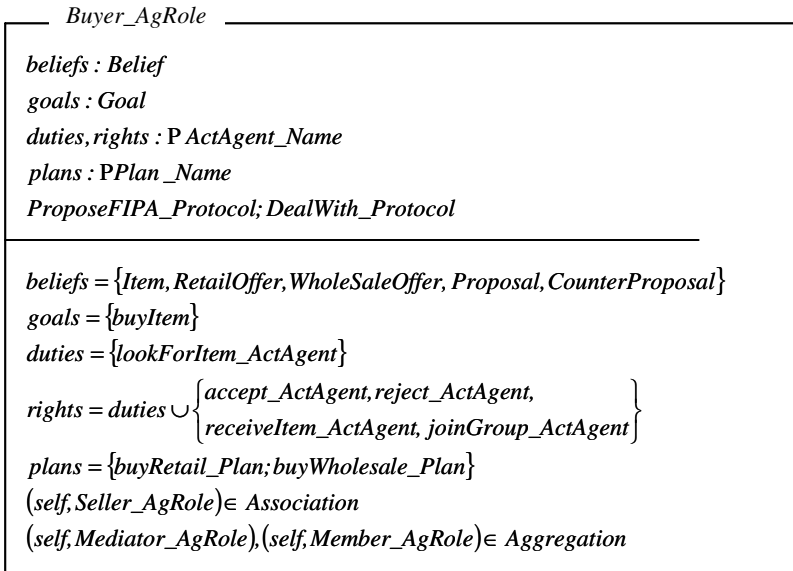 Buyer_AgRole
beliefs : Belief
goals : Goal
duties, rights : P ActAgent_Name
plans : PPlan _Name
ProposeFIPA_Protocol; DealWith_Protocol
beliefs = {Item, RetailOffer, WholeSaleOffer, Proposal, CounterProposal}
goals = {buyItem}
duties = {lookForItem_ActAgent}
rights = duties ∪ {accept_ActAgent, reject_ActAgent,
receiveItem_ActAgent, joinGroup_ActAgent}
plans = {buyRetail_Plan; buyWholesale_Plan}
(self, Seller_AgRole) ∈ Association
(self, Mediator_AgRole), (self, Member_AgRole) ∈ Aggregation